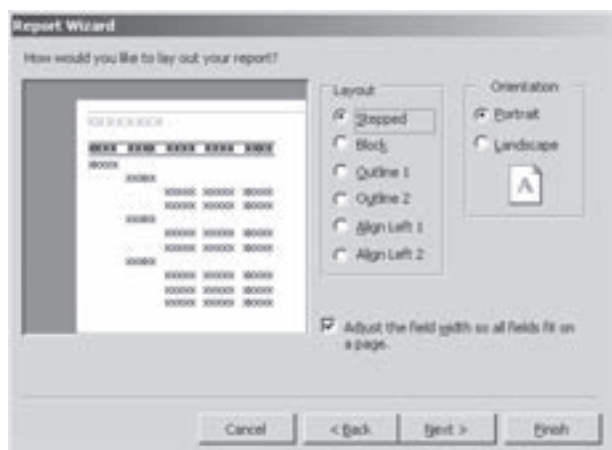 Report Wizard
How would you like to lay out your report?
Layout
Stepped
Block
Outline 1
Outline 2
Align Left 1
Align Left 2
Orientation
Portrait
Landscape
A
Adjust the field width so all fields fit on
a page.
Cancel
< Back
Next >
Finish